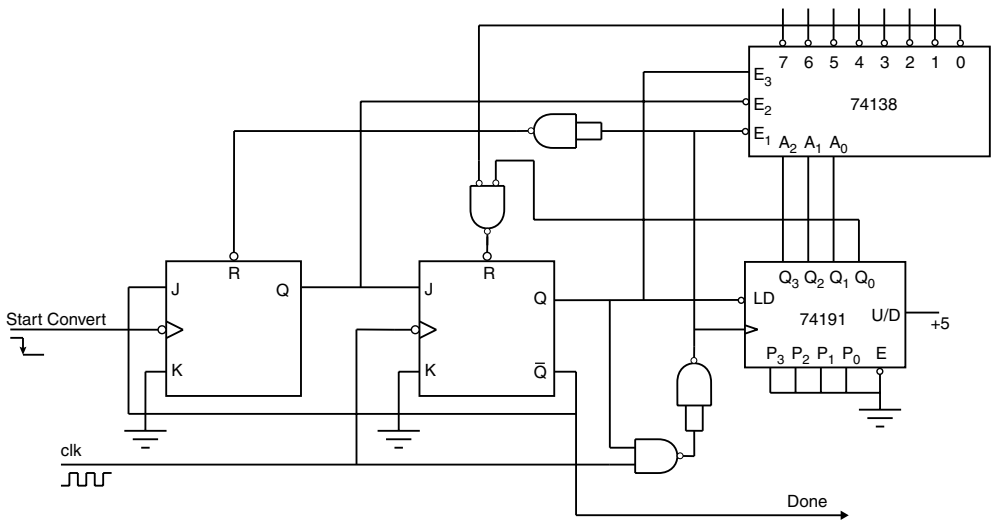 7 6 5 4 3 2 1 0
E3
74138
E2
E1
A2 A1 A0
R
R
Q3 Q2 Q1 Q0
J
Q
J
Q
LD
U/D
Start Convert
74191
+5
P3 P2 P1 P0 E
K
K
Q̅
clk
Done